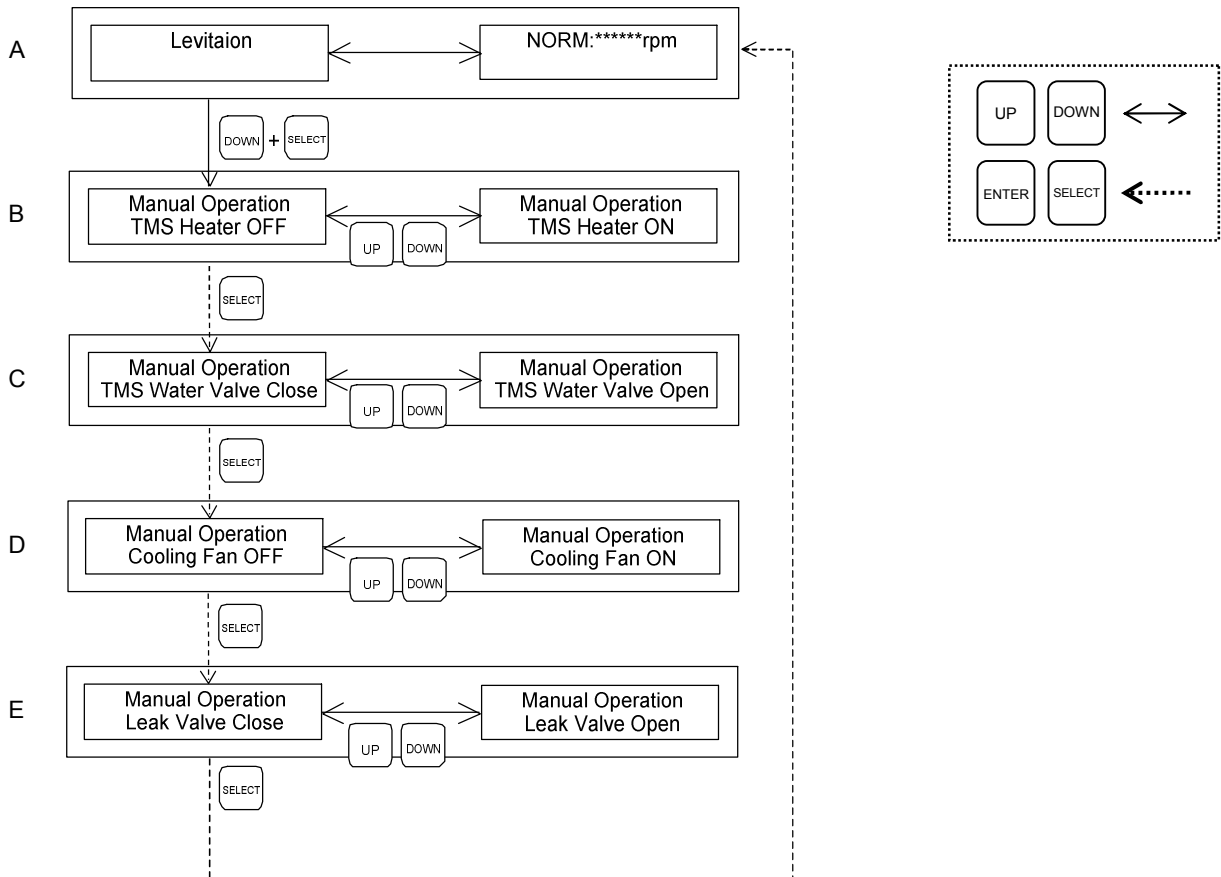 A
Levitaion
NORM:******rpm
DOWN + SELECT
UP DOWN
ENTER SELECT
B
Manual Operation
TMS Heater OFF
Manual Operation
TMS Heater ON
UP DOWN
SELECT
C
Manual Operation
TMS Water Valve Close
Manual Operation
TMS Water Valve Open
UP DOWN
SELECT
D
Manual Operation
Cooling Fan OFF
Manual Operation
Cooling Fan ON
UP DOWN
SELECT
E
Manual Operation
Leak Valve Close
Manual Operation
Leak Valve Open
UP DOWN
SELECT